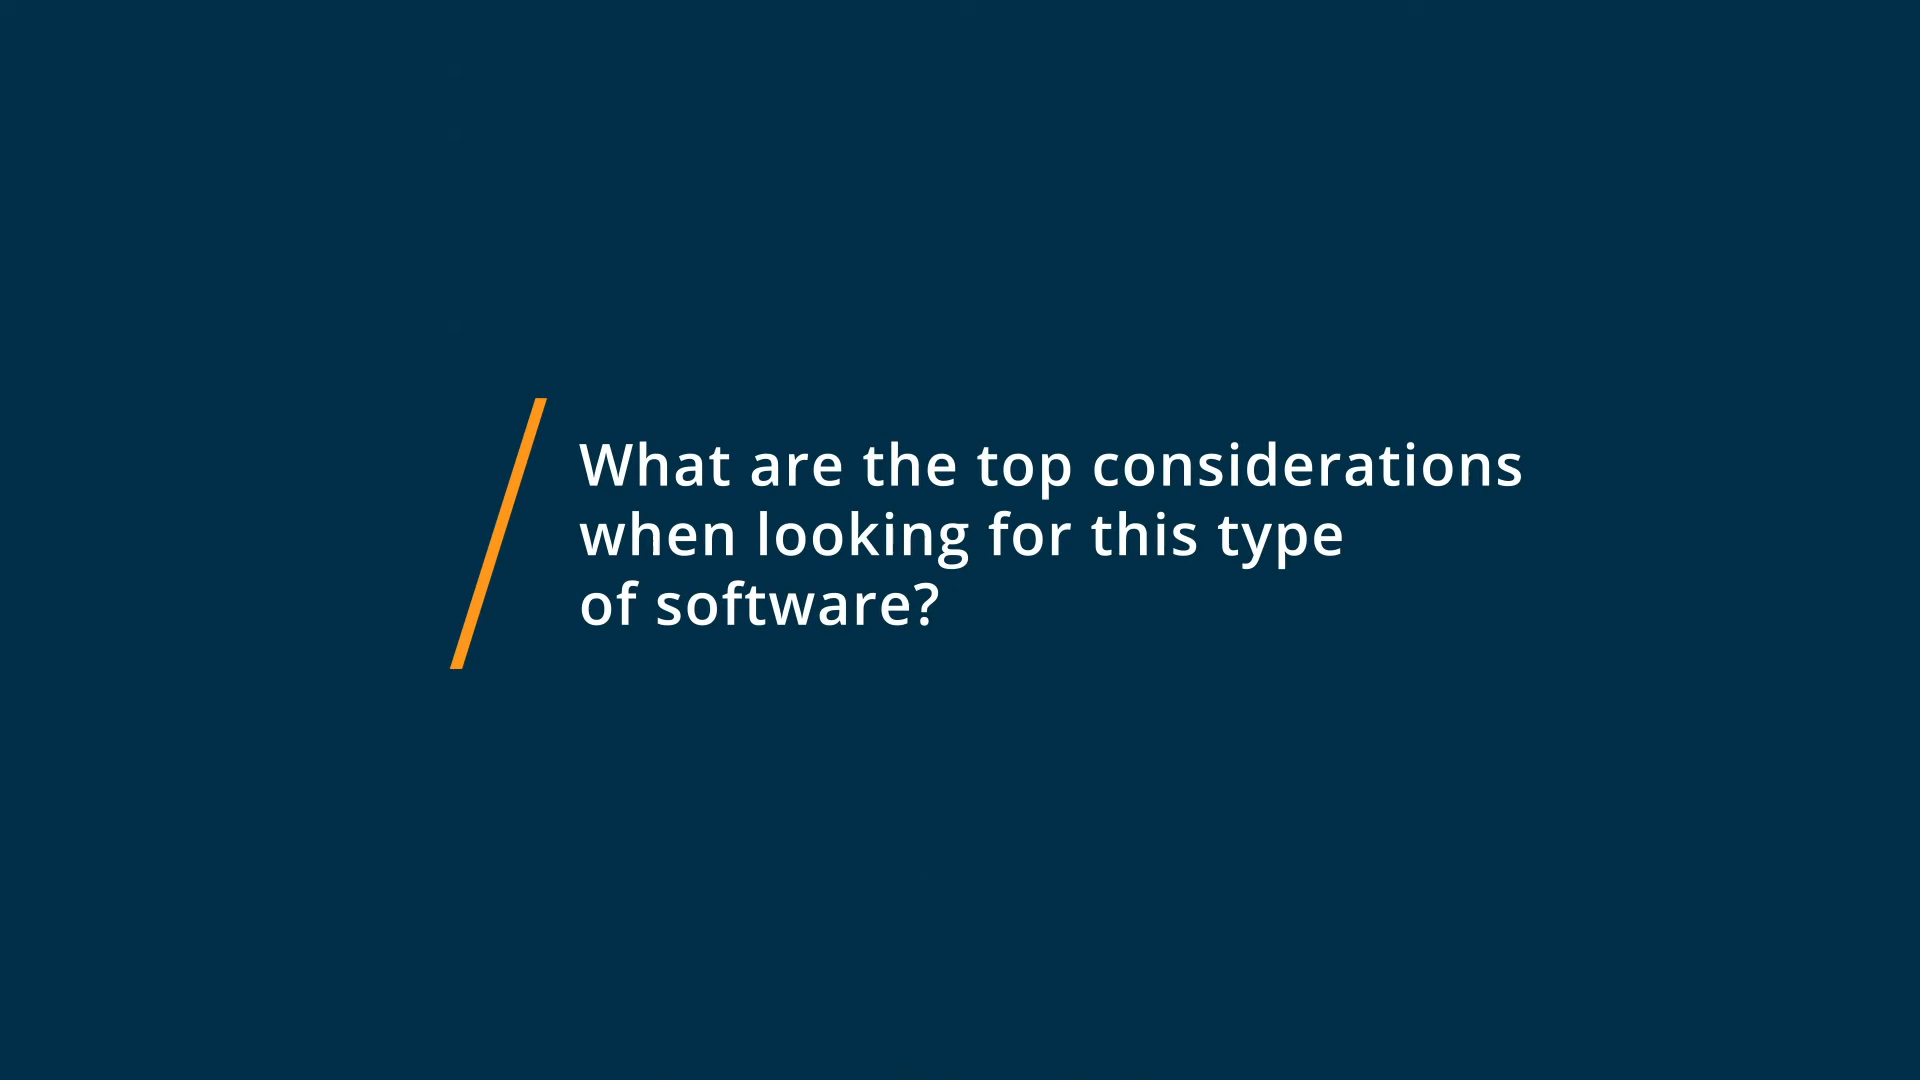 What are the top considerations
when looking for this type
of software?